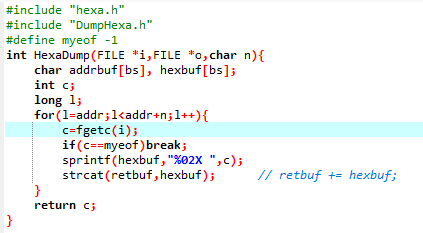 #include "hexa.h"
#include "DumpHexa.h"
#define myeof -1
int HexaDump(FILE *i,FILE *o,char n){
    char addrbuf[bs], hexbuf[bs];
    int c;
    long l;
    for(l=addr;l<addr+n;l++){
        c=fgetc(i);
        if(c==myeof)break;
        sprintf(hexbuf,"%02X ",c);
        strcat(retbuf,hexbuf);      // retbuf += hexbuf;
    }
    return c;
}